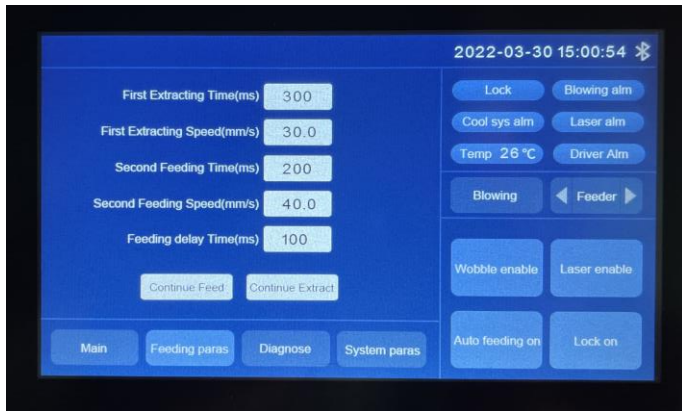 2022-03-30 15:00:54
First Extracting Time(ms) 300
First Extracting Speed(mm/s) 30.0
Second Feeding Time(ms) 200
Second Feeding Speed(mm/s) 40.0
Feeding delay Time(ms) 100
Continue Feed Continue Extract
Main Feeding paras Diagnose System paras
Lock Blowing alm
Cool sys alm Laser alm
Temp 26℃ Driver Alm
Blowing Feeder
Wobble enable Laser enable
Auto feeding on Lock on